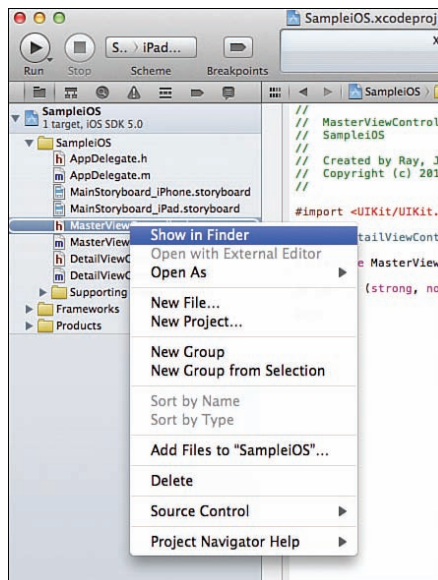 SampleiOS.xcodeproj
S.. › iPad...
Run
Stop
Scheme
Breakpoints
SampleiOS
1 target, iOS SDK 5.0
SampleiOS
h AppDelegate.h
m AppDelegate.m
MainStoryboard_iPhone.storyboard
MainStoryboard_iPad.storyboard
h MasterView
m MasterView
h DetailViewC
m DetailViewC
Supporting
Frameworks
Products
Show in Finder
Open with External Editor
Open As
New File...
New Project...
New Group
New Group from Selection
Sort by Name
Sort by Type
Add Files to “SampleiOS”...
Delete
Source Control
Project Navigator Help
SampleiOS
//
// MasterViewControl
// SampleiOS
//
// Created by Ray, J
// Copyright (c) 201
//
#import <UIKit/UIKit.
tailViewCont
e MasterView
(strong, no